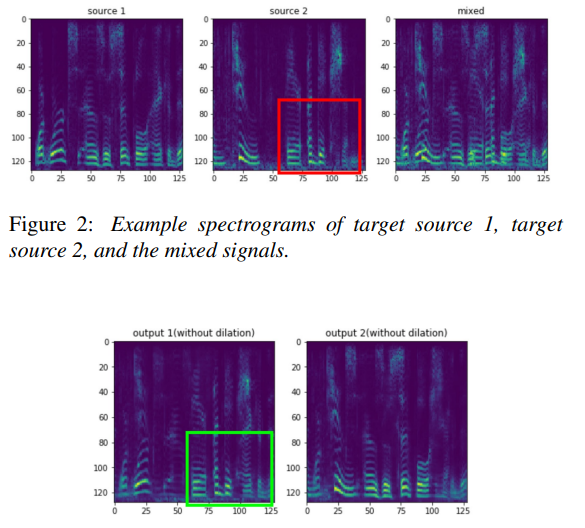 source 1
source 2
mixed
0
20
40
60
80
100
120
0 25 50 75 100 125
0
20
40
60
80
100
120
0 25 50 75 100 125
0
20
40
60
80
100
120
0 25 50 75 100 125
Figure 2: Example spectrograms of target source 1, target
source 2, and the mixed signals.
output 1(without dilation)
output 2(without dilation)
0
20
40
60
80
100
120
0 25 50 75 100 125
0
20
40
60
80
100
120
0 25 50 75 100 125